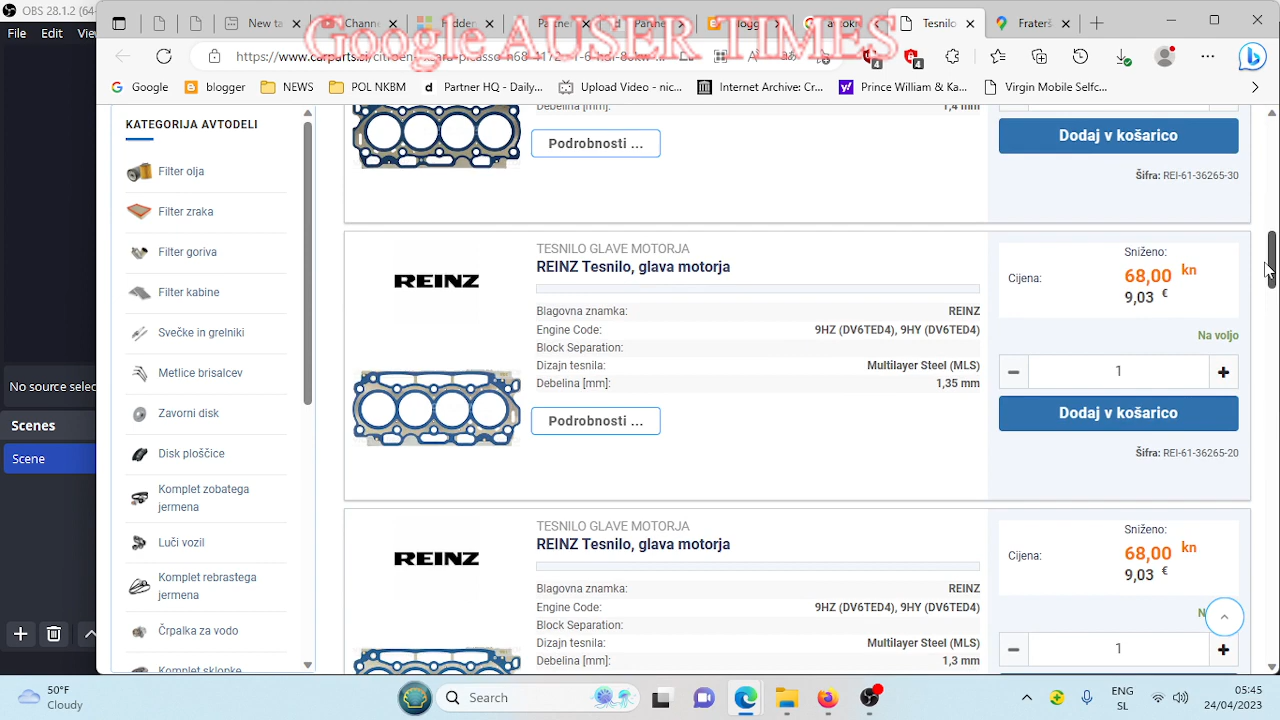 OBS 28.1.2
File
Edit
New ta
Chann
Hidden
Partner
d
Part
Blogg
autokr
Tesnilo
Fraterš
Google AUSER TIMES
Google
blogger
NEWS
POL NKBM
Partner HQ - Daily...
Upload Video - nic...
Internet Archive: Cr...
Prince William & Ka...
Virgin Mobile Selfc...
KATEGORIJA AVTODELI
Filter olja
Filter zraka
Filter goriva
Filter kabine
Svečke in grelniki
Metlice brisalcev
Zavorni disk
Disk ploščice
Komplet zobatega
jermena
Luči vozil
Komplet rebrastega
jermena
Črpalka za vodo
Komplet sklopke
Debelina [mm]: 1,4 mm
Podrobnosti ...
Dodaj v košarico
Šifra: REI-61-36265-30
TESNILO GLAVE MOTORJA
REINZ Tesnilo, glava motorja
REINZ
Blagovna znamka: REINZ
Engine Code: 9HZ (DV6TED4), 9HY (DV6TED4)
Block Separation:
Dizajn tesnila: Multilayer Steel (MLS)
Debelina [mm]: 1,35 mm
Podrobnosti ...
Sniženo:
Cijena: 68,00 kn
9,03 €
Na voljo
1
Dodaj v košarico
Šifra: REI-61-36265-20
TESNILO GLAVE MOTORJA
REINZ Tesnilo, glava motorja
REINZ
Blagovna znamka: REINZ
Engine Code: 9HZ (DV6TED4), 9HY (DV6TED4)
Block Separation:
Dizajn tesnila: Multilayer Steel (MLS)
Debelina [mm]: 1,3 mm
Sniženo:
Cijena: 68,00 kn
9,03 €
1
No source selec
Scenes
Scene
50°F
Cloudy
Search
ENG
SL
05:45
24/04/2023